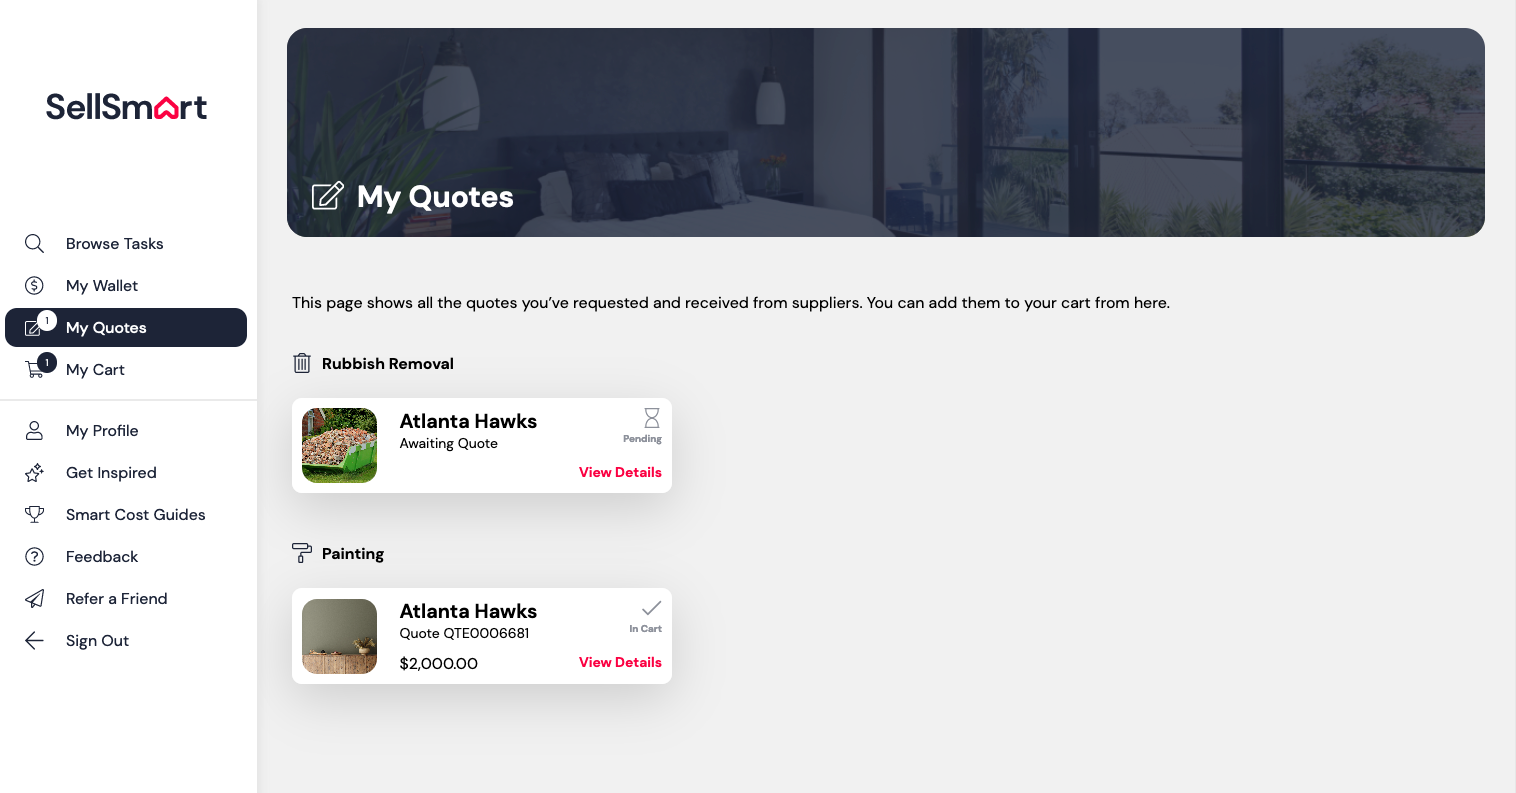 SellSmart
Browse Tasks
My Wallet
1
My Quotes
1
My Cart
My Profile
Get Inspired
Smart Cost Guides
Feedback
Refer a Friend
Sign Out
My Quotes
This page shows all the quotes you’ve requested and received from suppliers. You can add them to your cart from here.
Rubbish Removal
Atlanta Hawks
Awaiting Quote
Pending
View Details
Painting
Atlanta Hawks
Quote QTE0006681
In Cart
$2,000.00
View Details